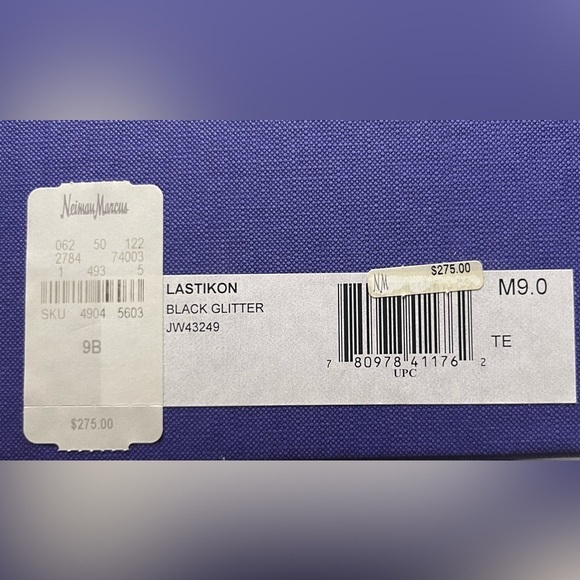 Neiman Marcus
062 50 122
2784 74003
1 493 5
SKU 4904 5603
9B
$275.00
LASTIKON
BLACK GLITTER
JW43249
NM $275.00
7 80978 41176 2
UPC
M9.0
TE